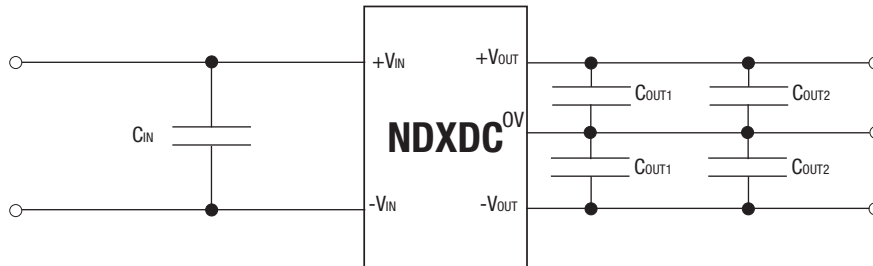 +VIN
+VOUT
COUT1
COUT2
CIN
NDXDC
0V
COUT1
COUT2
-VIN
-VOUT